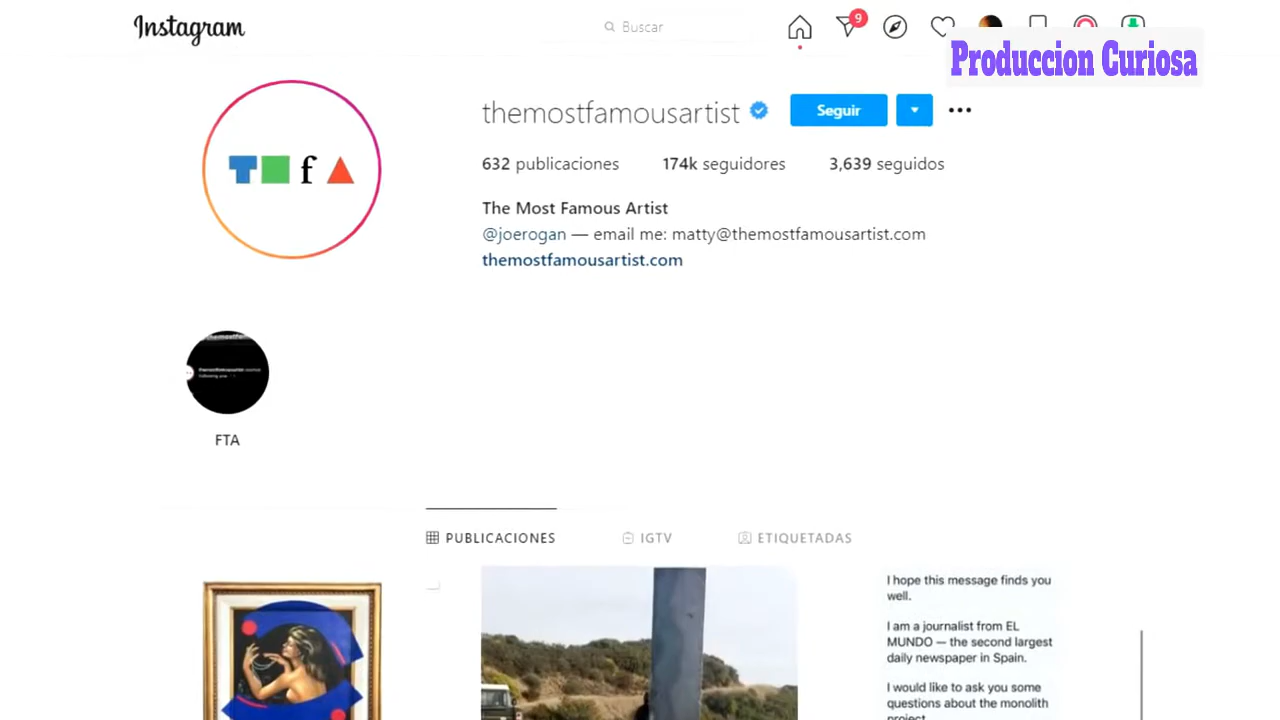 Instagram
Buscar
9
Produccion Curiosa
themostfamousartist
Seguir
T f A
632 publicaciones 174k seguidores 3,639 seguidos
The Most Famous Artist
@joerogan — email me: matty@themostfamousartist.com
themostfamousartist.com
FTA
PUBLICACIONES IGTV ETIQUETADAS
I hope this message finds you
well.
I am a journalist from EL
MUNDO — the second largest
daily newspaper in Spain.
I would like to ask you some
questions about the monolith
project